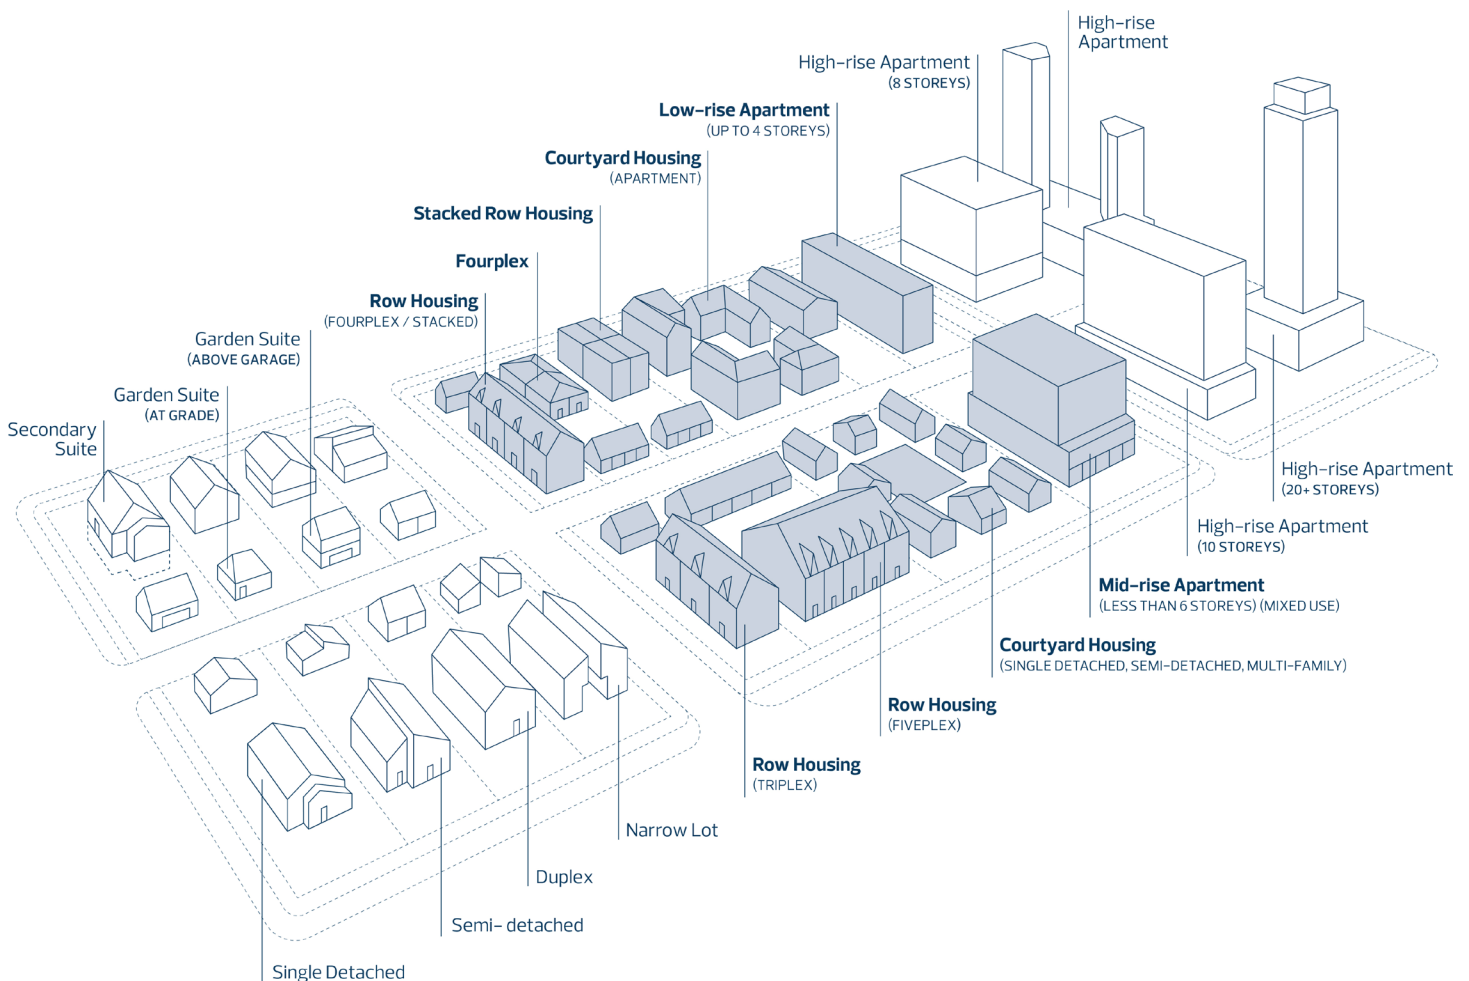 High-rise
Apartment
High-rise Apartment
(8 STOREYS)
Low-rise Apartment
(UP TO 4 STOREYS)
Courtyard Housing
(APARTMENT)
Stacked Row Housing
Fourplex
Row Housing
(FOURPLEX / STACKED)
Garden Suite
(ABOVE GARAGE)
Garden Suite
(AT GRADE)
Secondary
Suite
High-rise Apartment
(20+ STOREYS)
High-rise Apartment
(10 STOREYS)
Mid-rise Apartment
(LESS THAN 6 STOREYS) (MIXED USE)
Courtyard Housing
(SINGLE DETACHED, SEMI-DETACHED, MULTI-FAMILY)
Row Housing
(FIVEPLEX)
Row Housing
(TRIPLEX)
Narrow Lot
Duplex
Semi- detached
Single Detached